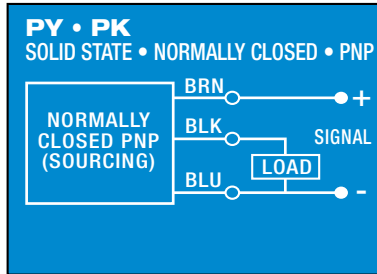 PY • PK
SOLID STATE • NORMALLY CLOSED • PNP
BRN
+
NORMALLY
CLOSED PNP
(SOURCING)
BLK
SIGNAL
LOAD
BLU
-